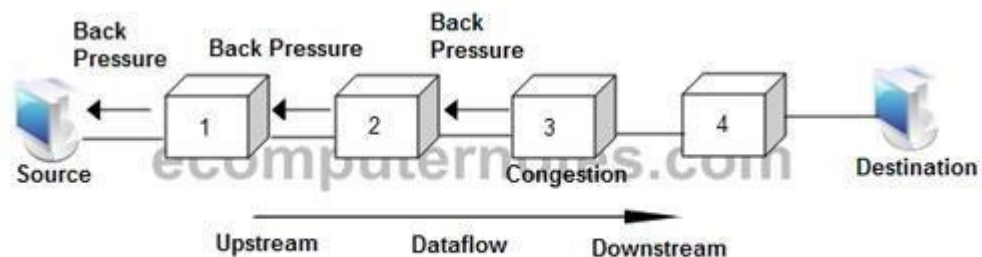 Back
Pressure
Back Pressure
Back
Pressure
1
2
3
4
ecomputernotes.com
Source
Congestion
Destination
Upstream
Dataflow
Downstream